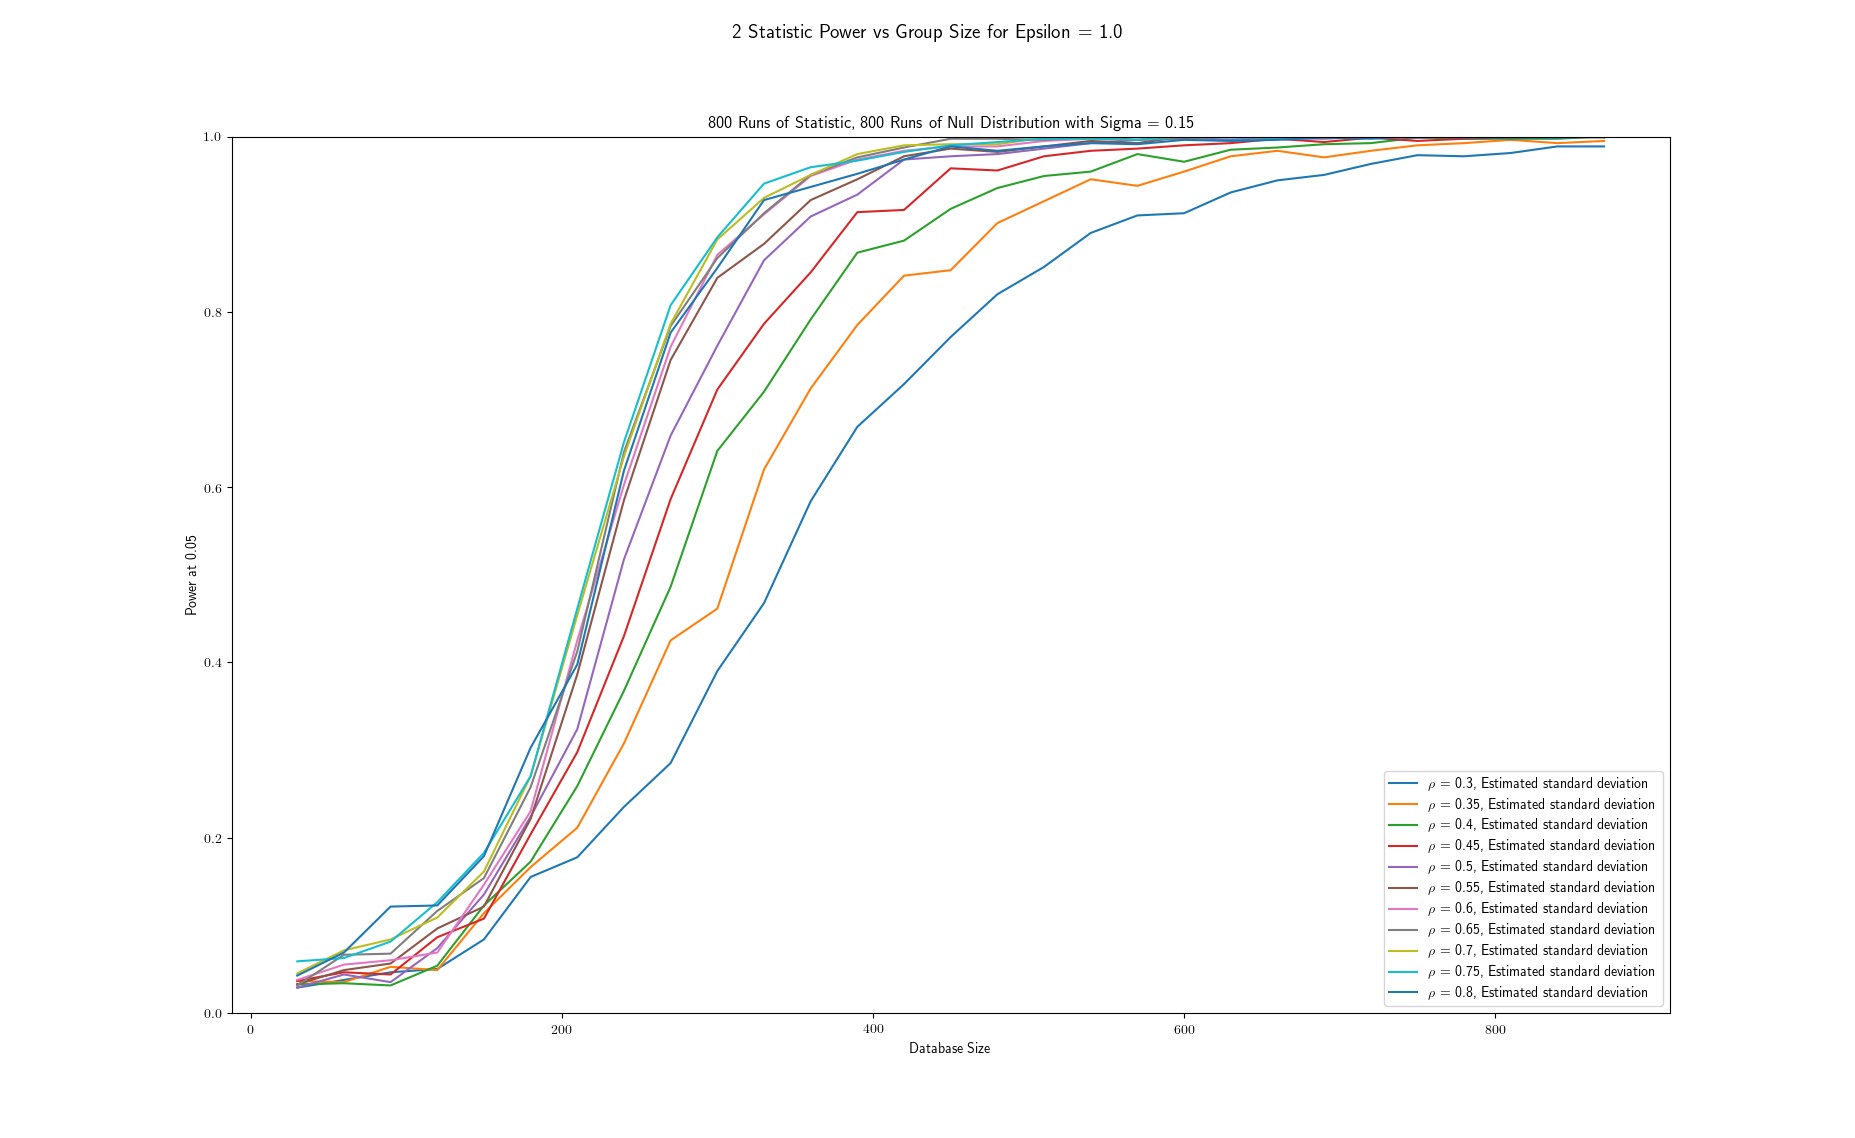 2 Statistic Power vs Group Size for Epsilon = 1.0
800 Runs of Statistic, 800 Runs of Null Distribution with Sigma = 0.15
1.0
0.8
0.6
0.4
0.2
0.0
Power at 0.05
0 200 400 600 800
Database Size
ρ = 0.3, Estimated standard deviation
ρ = 0.35, Estimated standard deviation
ρ = 0.4, Estimated standard deviation
ρ = 0.45, Estimated standard deviation
ρ = 0.5, Estimated standard deviation
ρ = 0.55, Estimated standard deviation
ρ = 0.6, Estimated standard deviation
ρ = 0.65, Estimated standard deviation
ρ = 0.7, Estimated standard deviation
ρ = 0.75, Estimated standard deviation
ρ = 0.8, Estimated standard deviation